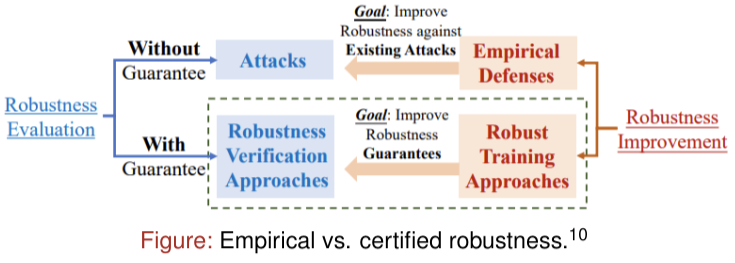 Goal: Improve
Robustness against
Existing Attacks
Without
Guarantee
Attacks
Empirical
Defenses
Robustness
Evaluation
Robustness
Improvement
With
Guarantee
Robustness
Verification
Approaches
Goal: Improve
Robustness
Guarantees
Robust
Training
Approaches
Figure: Empirical vs. certified robustness.10